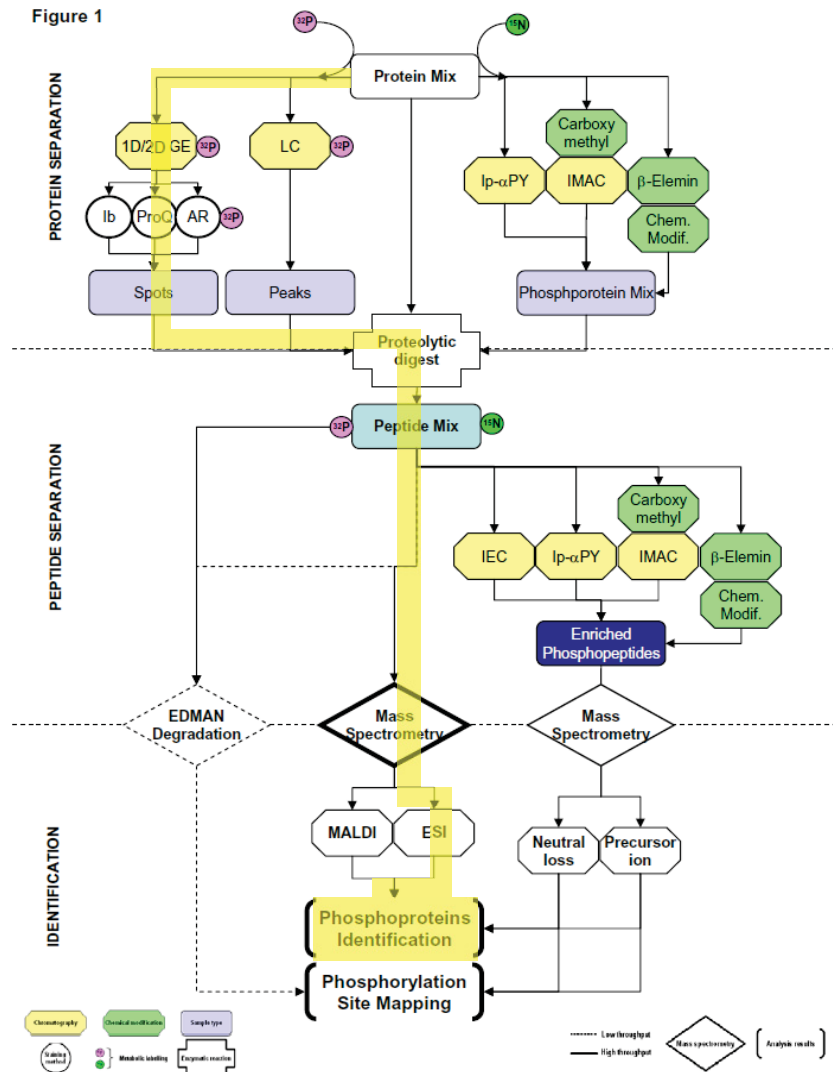 Figure 1
32P
15N
Protein Mix
PROTEIN SEPARATION
1D/2D GE
32P
LC
32P
Carboxy
methyl
Ip-αPY
IMAC
β-Elemin
Ib
ProQ
AR
32P
Chem.
Modif.
Spots
Peaks
Phosphporotein Mix
Proteolytic
digest
32P
Peptide Mix
15N
PEPTIDE SEPARATION
Carboxy
methyl
IEC
Ip-αPY
IMAC
β-Elemin
Chem.
Modif.
Enriched
Phosphopeptides
EDMAN
Degradation
Mass
Spectrometry
Mass
Spectrometry
IDENTIFICATION
MALDI
ESI
Neutral
loss
Precursor
ion
Phosphoproteins
Identification
Phosphorylation
Site Mapping
Chromatography
Chemical modification
Sample type
Staining
method
Metabolic labelling
Enzymatic reaction
Low throughput
High throughput
Mass spectrometry
Analysis results